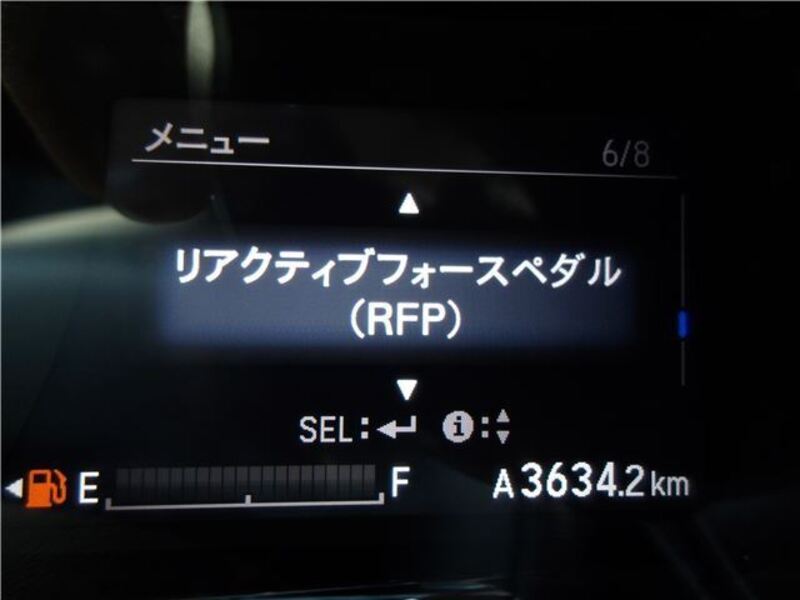 メニュー 6/8
リアクティブフォースペダル
(RFP)
SEL: i:
E F A3634.2km